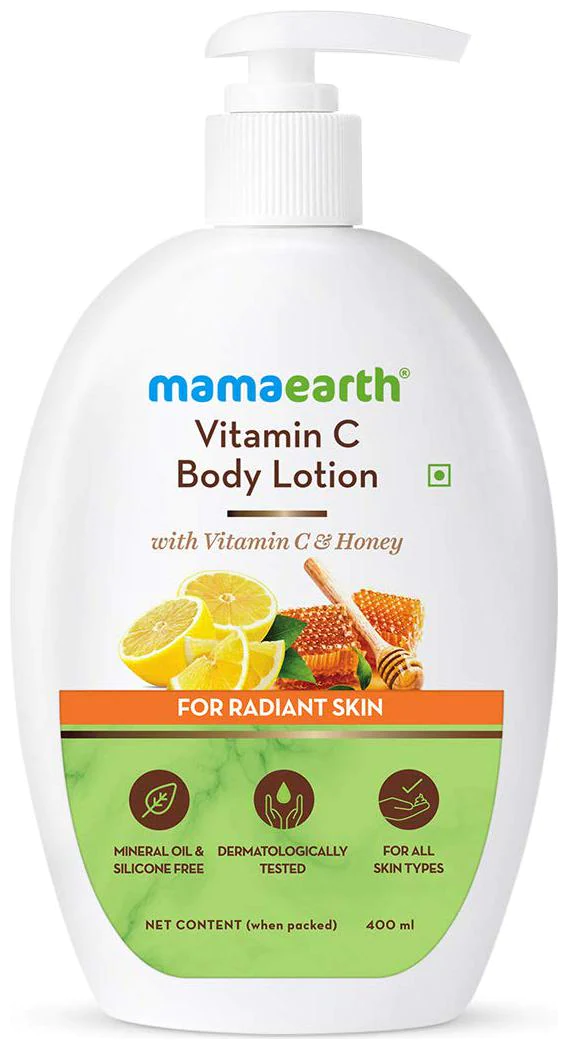 mamaearth®
Vitamin C
Body Lotion
with Vitamin C & Honey
FOR RADIANT SKIN
MINERAL OIL &
SILICONE FREE
DERMATOLOGICALLY
TESTED
FOR ALL
SKIN TYPES
NET CONTENT (when packed) 400 ml